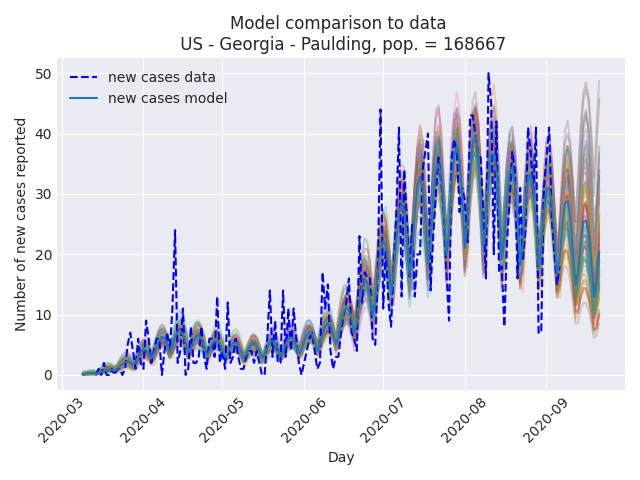 Model comparison to data
US - Georgia - Paulding, pop. = 168667
new cases data
new cases model
Number of new cases reported
50
40
30
20
10
0
2020-03
2020-04
2020-05
2020-06
2020-07
2020-08
2020-09
Day